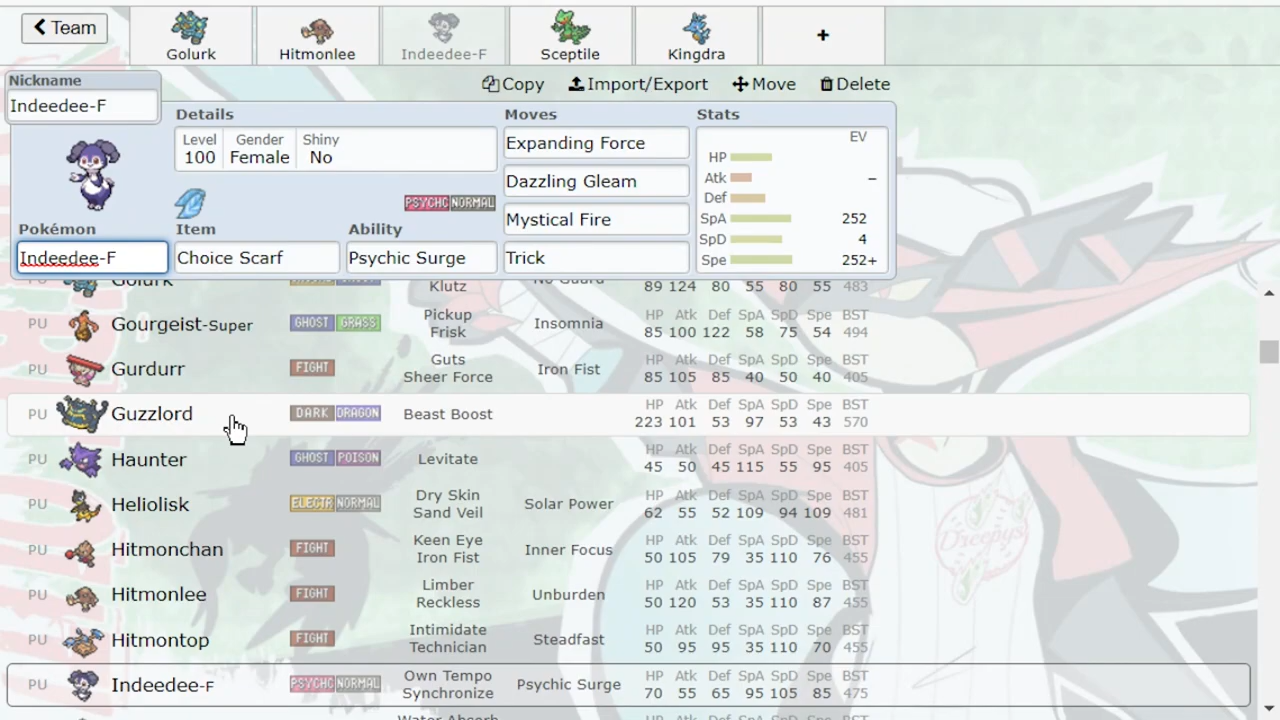 Team
Golurk
Hitmonlee
Indeedee-F
Sceptile
Kingdra
+
Nickname
Indeedee-F
Copy
Import/Export
Move
Delete
Details
Level Gender Shiny
100 Female No
PSYCHC NORMAL
Pokémon
Indeedee-F
Item
Choice Scarf
Ability
Psychic Surge
Moves
Expanding Force
Dazzling Gleam
Mystical Fire
Trick
Stats
EV
HP
Atk –
Def
SpA 252
SpD 4
Spe 252+
Golurk Klutz No Guard 89 124 80 55 80 55 483
PU Gourgeist-Super GHOST GRASS Pickup Frisk Insomnia HP Atk Def SpA SpD Spe BST
85 100 122 58 75 54 494
PU Gurdurr FIGHT Guts Sheer Force Iron Fist HP Atk Def SpA SpD Spe BST
85 105 85 40 50 40 405
PU Guzzlord DARK DRAGON Beast Boost HP Atk Def SpA SpD Spe BST
223 101 53 97 53 43 570
PU Haunter GHOST POISON Levitate HP Atk Def SpA SpD Spe BST
45 50 45 115 55 95 405
PU Heliolisk ELECTR NORMAL Dry Skin Sand Veil Solar Power HP Atk Def SpA SpD Spe BST
62 55 52 109 94 109 481
PU Hitmonchan FIGHT Keen Eye Iron Fist Inner Focus HP Atk Def SpA SpD Spe BST
50 105 79 35 110 76 455
PU Hitmonlee FIGHT Limber Reckless Unburden HP Atk Def SpA SpD Spe BST
50 120 53 35 110 87 455
PU Hitmontop FIGHT Intimidate Technician Steadfast HP Atk Def SpA SpD Spe BST
50 95 95 35 110 70 455
PU Indeedee-F PSYCHC NORMAL Own Tempo Synchronize Psychic Surge HP Atk Def SpA SpD Spe BST
70 55 65 95 105 85 475
Water Absorb
Dreepys